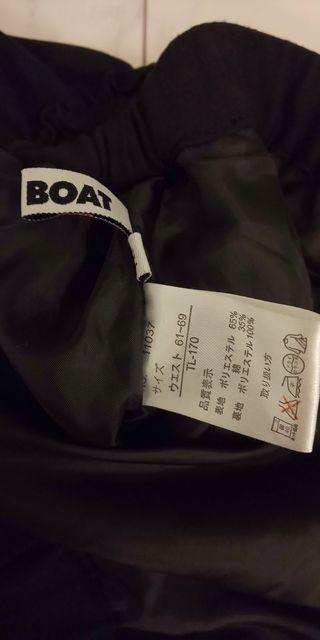 BOAT
11037
サイズ
ウエスト 61~69
TL-170
品質表示
表地 ポリエステル 65%
綿 35%
裏地 ポリエステル 100%
取り扱い方